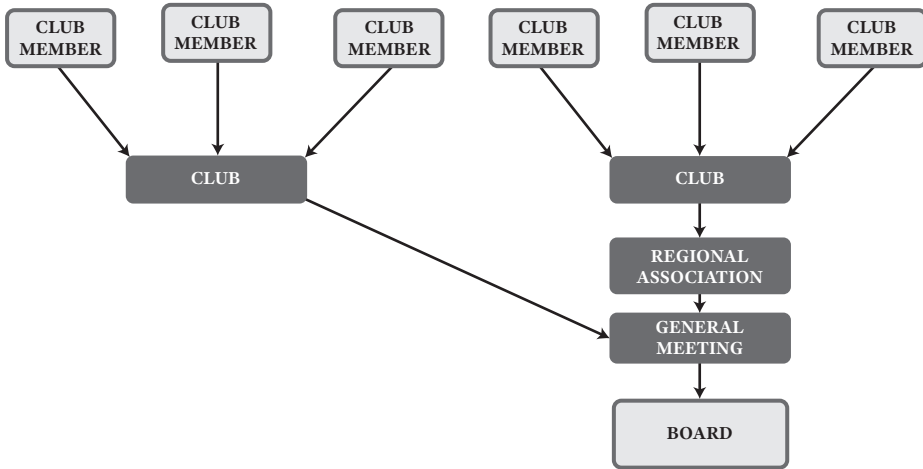 CLUB
MEMBER
CLUB
MEMBER
CLUB
MEMBER
CLUB
MEMBER
CLUB
MEMBER
CLUB
MEMBER
CLUB
CLUB
REGIONAL
ASSOCIATION
GENERAL
MEETING
BOARD